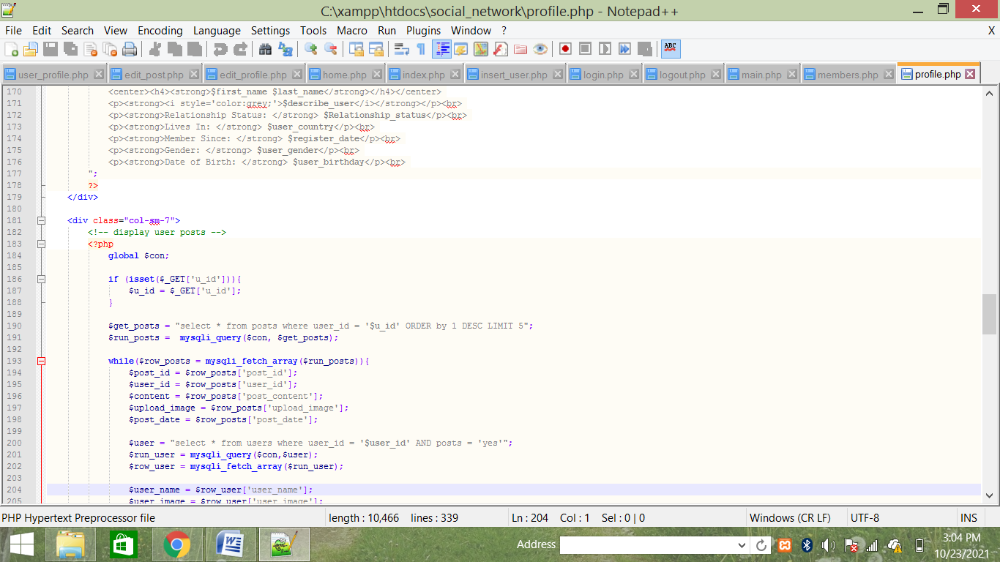 C:\xampp\htdocs\social_network\profile.php - Notepad++
File Edit Search View Encoding Language Settings Tools Macro Run Plugins Window ? X
ABC
user_profile.php edit_post.php edit_profile.php home.php index.php insert_user.php login.php logout.php main.php members.php profile.php
170 <center><h4><strong>$first_name $last_name</strong></h4></center>
171 <p><strong><i style='color:grey;'>$describe_user</i></strong></p><br>
172 <p><strong>Relationship Status: </strong> $Relationship_status</p><br>
173 <p><strong>Lives In: </strong> $user_country</p><br>
174 <p><strong>Member Since: </strong> $register_date</p><br>
175 <p><strong>Gender: </strong> $user_gender</p><br>
176 <p><strong>Date of Birth: </strong> $user_birthday</p><br>
177 ";
178 ?>
179 </div>
180
181 <div class="col-sm-7">
182 <!-- display user posts -->
183 <?php
184 global $con;
185
186 if (isset($_GET['u_id'])){
187 $u_id = $_GET['u_id'];
188 }
189
190 $get_posts = "select * from posts where user_id = '$u_id' ORDER by 1 DESC LIMIT 5";
191 $run_posts =  mysqli_query($con, $get_posts);
192
193 while($row_posts = mysqli_fetch_array($run_posts)){
194 $post_id = $row_posts['post_id'];
195 $user_id = $row_posts['user_id'];
196 $content = $row_posts['post_content'];
197 $upload_image = $row_posts['upload_image'];
198 $post_date = $row_posts['post_date'];
199
200 $user = "select * from users where user_id = '$user_id' AND posts = 'yes'";
201 $run_user = mysqli_query($con,$user);
202 $row_user = mysqli_fetch_array($run_user);
203
204 $user_name = $row_user['user_name'];
205 $user_image = $row_user['user_image'];
PHP Hypertext Preprocessor file length : 10,466 lines : 339 Ln : 204 Col : 1 Sel : 0 | 0 Windows (CR LF) UTF-8 INS
Address
3:04 PM
10/23/2021